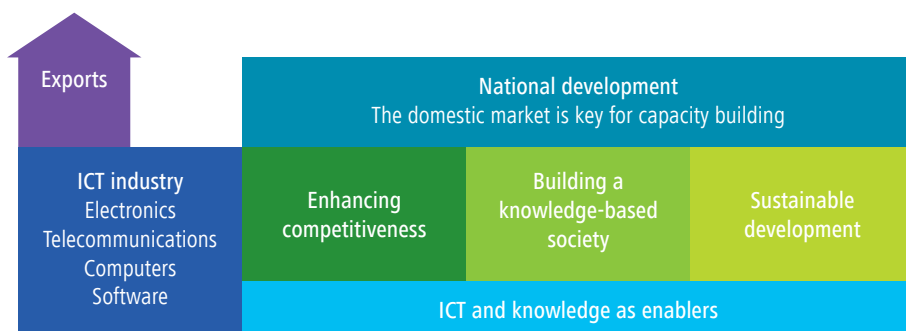 Exports
National development
The domestic market is key for capacity building
ICT industry
Electronics
Telecommunications
Computers
Software
Enhancing
competitiveness
Building a
knowledge-based
society
Sustainable
development
ICT and knowledge as enablers